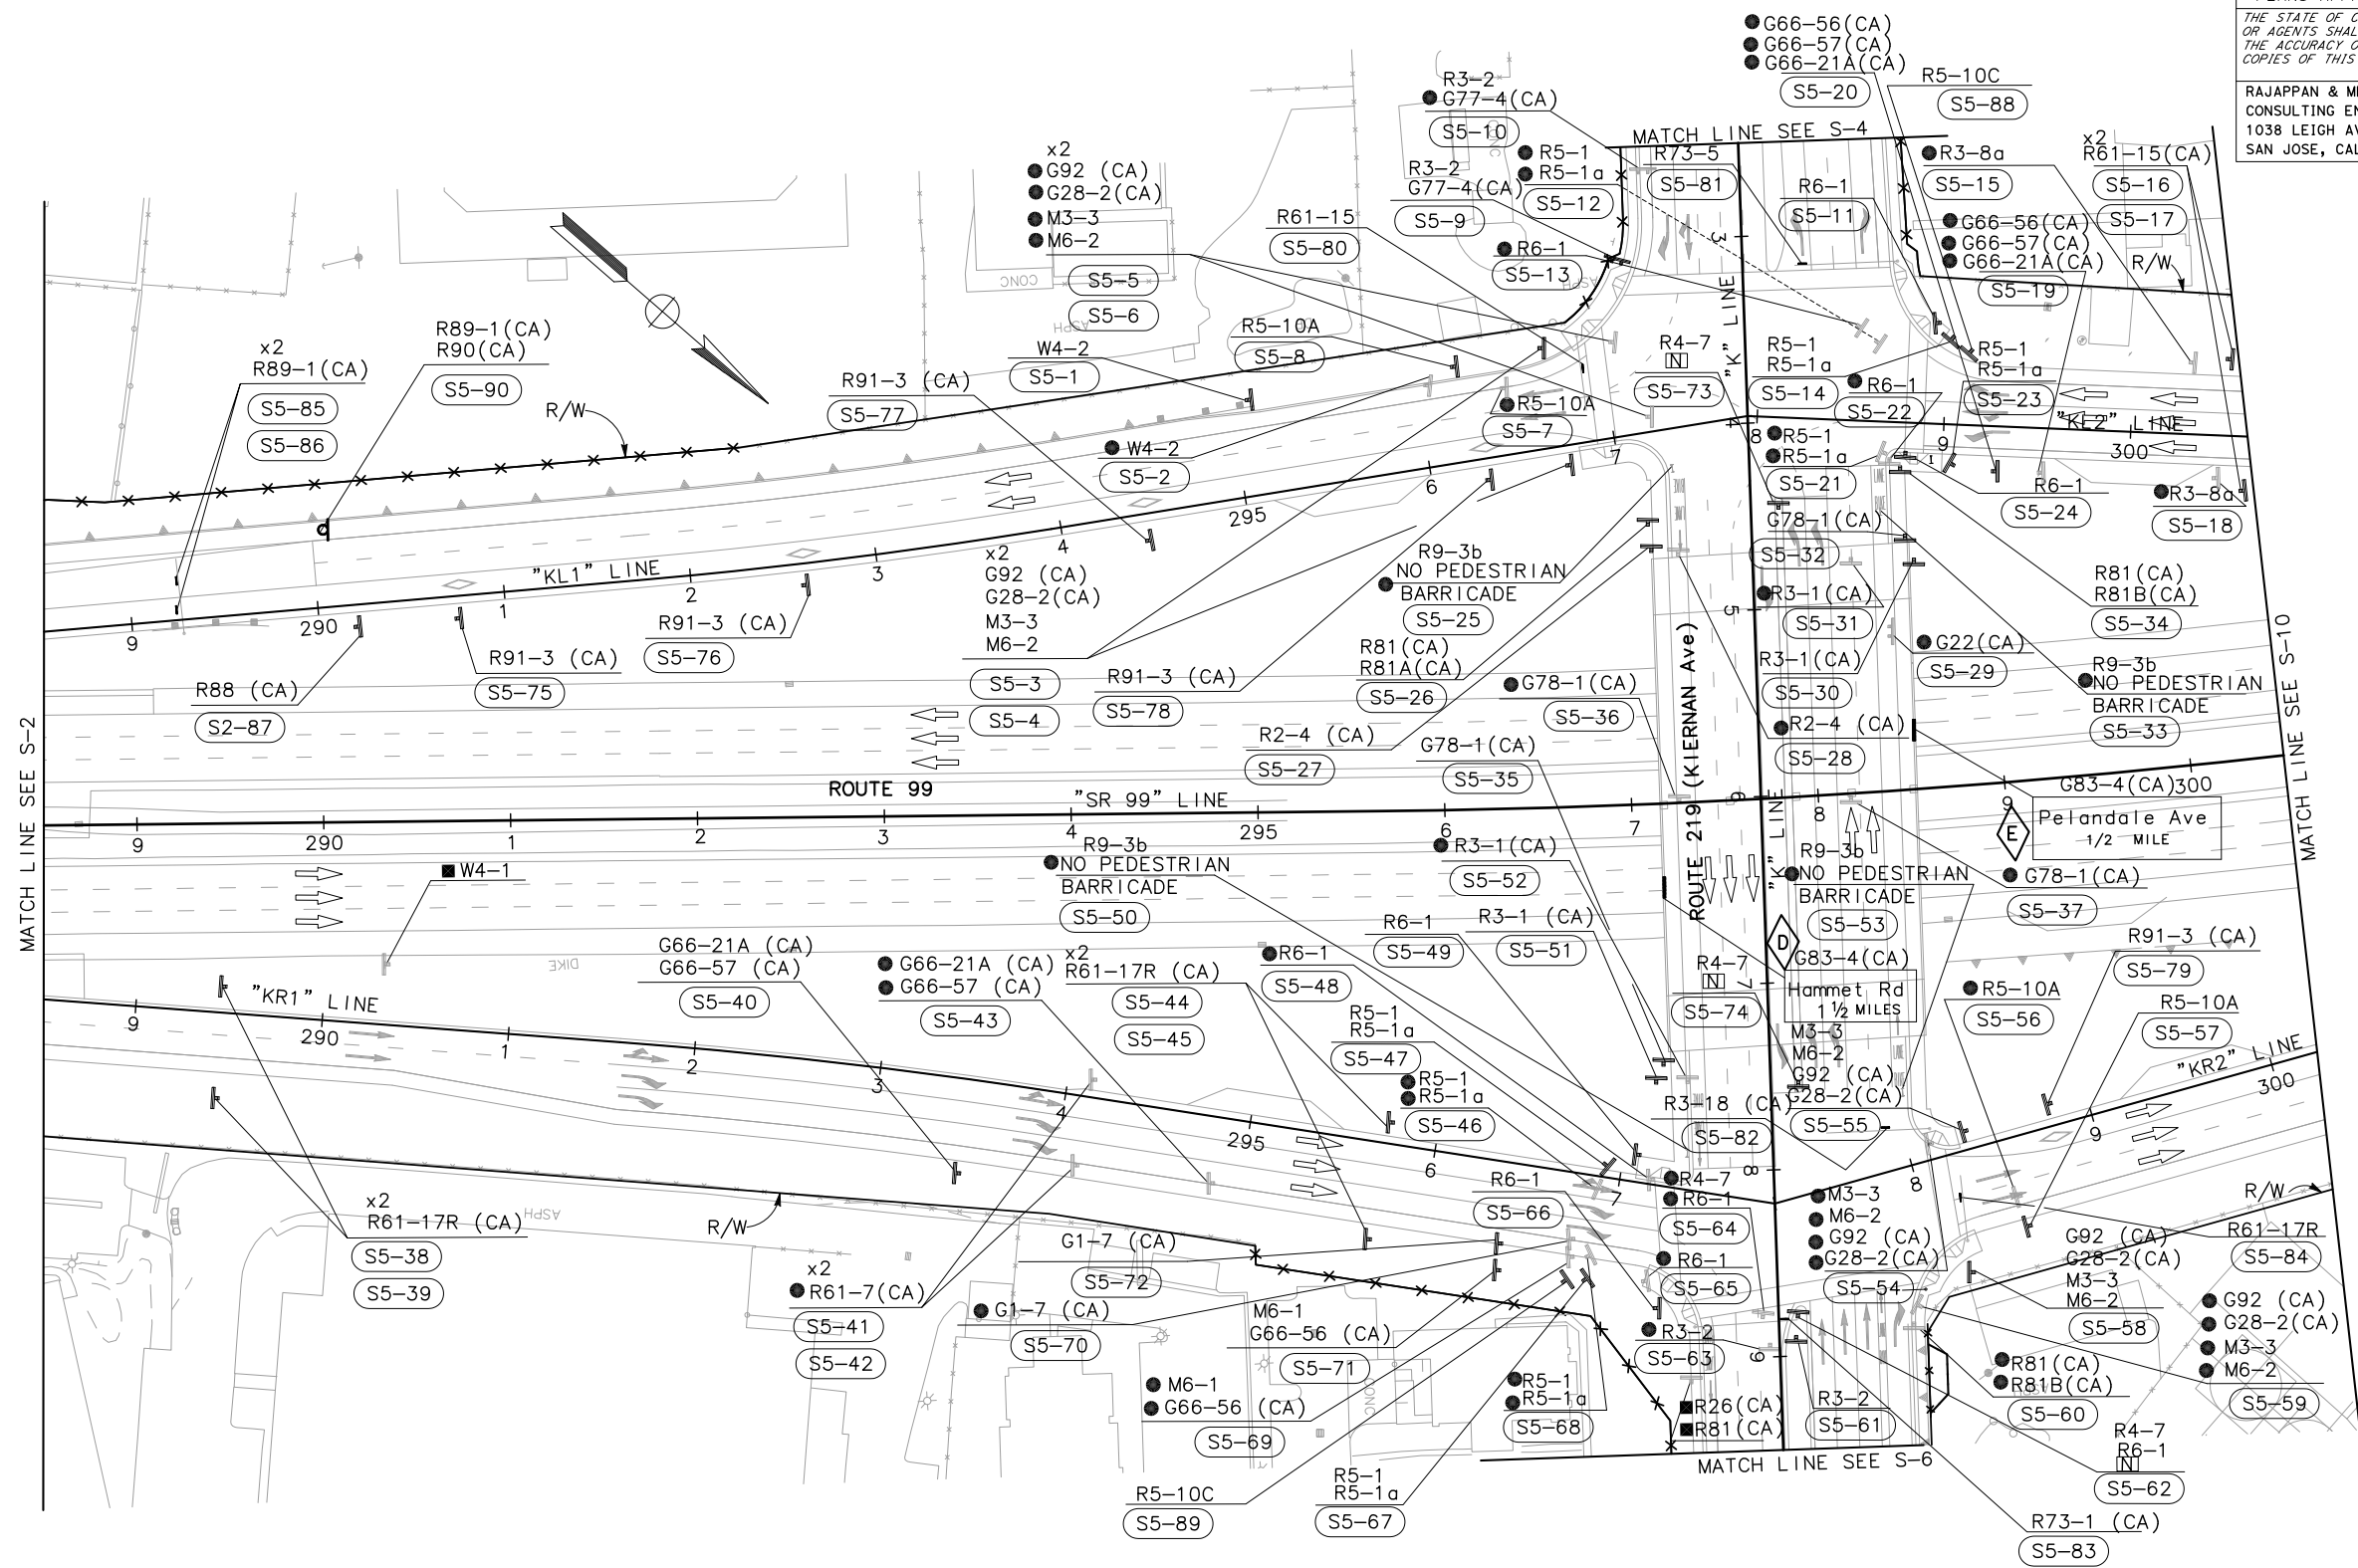 THE STATE OF C
OR AGENTS SHAL
THE ACCURACY O
COPIES OF THIS
RAJAPPAN & M
CONSULTING EN
1038 LEIGH AV
SAN JOSE, CAL
G66-56(CA)
G66-57(CA)
G66-21A(CA)
S5-20
R5-10C
S5-88
R3-2
G77-4(CA)
S5-10
MATCH LINE SEE S-4
x2
G92 (CA)
G28-2(CA)
M3-3
M6-2
S5-5
S5-6
R3-2
G77-4(CA)
S5-9
R5-1
R5-1a
S5-12
R73-5
S5-81
R6-1
S5-11
R3-8a
S5-15
x2
R61-15(CA)
S5-16
S5-17
R61-15
S5-80
R6-1
S5-13
G66-56(CA)
G66-57(CA)
G66-21A(CA)
S5-19
R/W
CONC
CONC
ASPH
ASPH
x2
R89-1(CA)
S5-85
S5-86
R89-1(CA)
R90(CA)
S5-90
R/W
R91-3 (CA)
S5-77
W4-2
S5-1
R5-10A
S5-8
W4-2
S5-2
R5-10A
S5-7
R4-7
N
S5-73
"K" LINE
3
4
R5-1
R5-1a
S5-14
R6-1
S5-22
R5-1
R5-1a
S5-23
"KL2" LINE
8
9
300
R5-1
R5-1a
S5-21
R6-1
S5-24
R3-8a
S5-18
"KL1" LINE
9
290
1
2
3
4
295
6
7
R88 (CA)
S2-87
R91-3 (CA)
S5-75
R91-3 (CA)
S5-76
x2
G92 (CA)
G28-2(CA)
M3-3
M6-2
S5-3
S5-4
R91-3 (CA)
S5-78
R9-3b
NO PEDESTRIAN
BARRICADE
S5-25
R81(CA)
R81A(CA)
S5-26
R2-4 (CA)
S5-27
G78-1(CA)
S5-36
G78-1(CA)
S5-35
G78-1(CA)
S5-32
R3-1(CA)
S5-31
R3-1(CA)
S5-30
R2-4 (CA)
S5-28
5
6
R81(CA)
R81B(CA)
S5-34
G22(CA)
S5-29
R9-3b
NO PEDESTRIAN
BARRICADE
S5-33
MATCH LINE SEE S-2
MATCH LINE SEE S-10
ROUTE 219 (KIERNAN Ave)
"K" LINE
ROUTE 99
"SR 99" LINE
9
290
1
2
3
4
295
6
7
8
9
300
G83-4(CA)
E
Pelandale Ave
1/2 MILE
G78-1(CA)
S5-37
W4-1
R9-3b
NO PEDESTRIAN
BARRICADE
S5-50
R3-1(CA)
S5-52
R3-1 (CA)
S5-51
R9-3b
NO PEDESTRIAN
BARRICADE
S5-53
D
G83-4(CA)
Hammet Rd
1 1/2 MILES
R4-7
N
S5-74
7
DIKE
G66-21A (CA)
G66-57 (CA)
S5-40
G66-21A (CA)
G66-57 (CA)
S5-43
x2
R61-17R (CA)
S5-44
S5-45
R6-1
S5-48
R6-1
S5-49
R5-1
R5-1a
S5-47
R5-1
R5-1a
S5-46
M3-3
M6-2
G92 (CA)
G28-2(CA)
S5-55
R3-18 (CA)
S5-82
R5-10A
S5-56
R91-3 (CA)
S5-79
R5-10A
S5-57
"KR2" LINE
8
9
300
"KR1" LINE
9
290
1
2
3
4
295
6
7
8
x2
R61-17R (CA)
S5-38
S5-39
R/W
ASPH
x2
R61-7(CA)
S5-41
S5-42
G1-7 (CA)
S5-72
G1-7 (CA)
S5-70
M6-1
G66-56 (CA)
S5-71
M6-1
G66-56 (CA)
S5-69
R6-1
S5-66
R4-7
R6-1
S5-64
R6-1
S5-65
R3-2
S5-63
9
M3-3
M6-2
G92 (CA)
G28-2(CA)
S5-54
R/W
R61-17R
S5-84
G92 (CA)
G28-2(CA)
M3-3
M6-2
S5-58
G92 (CA)
G28-2(CA)
M3-3
M6-2
S5-59
R5-1
R5-1a
S5-68
CONC
R26(CA)
R81(CA)
R3-2
S5-61
R81(CA)
R81B(CA)
S5-60
ASPH
R4-7
R6-1
N
S5-62
MATCH LINE SEE S-6
R5-10C
S5-89
R5-1
R5-1a
S5-67
R73-1 (CA)
S5-83